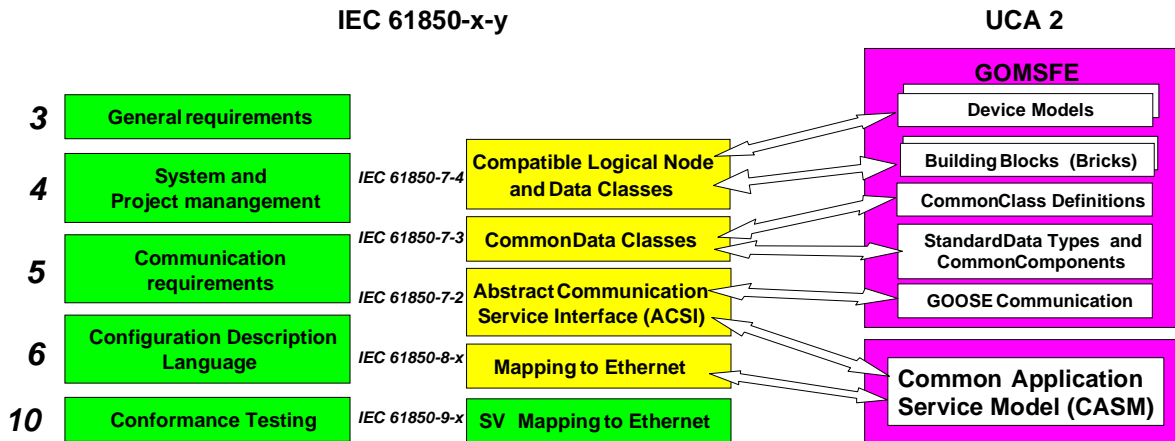 IEC 61850-x-y
UCA 2
3
General requirements
4
System and
Project manangement
5
Communication
requirements
6
Configuration Description
Language
10
Conformance Testing
IEC 61850-7-4
Compatible Logical Node
and Data Classes
IEC 61850-7-3
Common Data Classes
IEC 61850-7-2
Abstract Communication
Service Interface (ACSI)
IEC 61850-8-x
Mapping to Ethernet
IEC 61850-9-x
SV Mapping to Ethernet
GOMSFE
Device Models
Building Blocks (Bricks)
CommonClass Definitions
StandardData Types and
CommonComponents
GOOSE Communication
Common Application
Service Model (CASM)